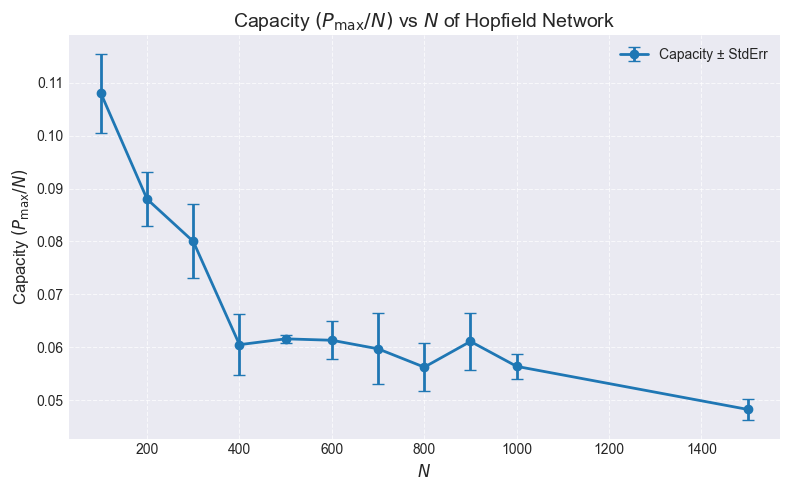 Capacity (P_max/N) vs N of Hopfield Network
Capacity ± StdErr
Capacity (P_max/N)
0.11
0.10
0.09
0.08
0.07
0.06
0.05
200 400 600 800 1000 1200 1400
N